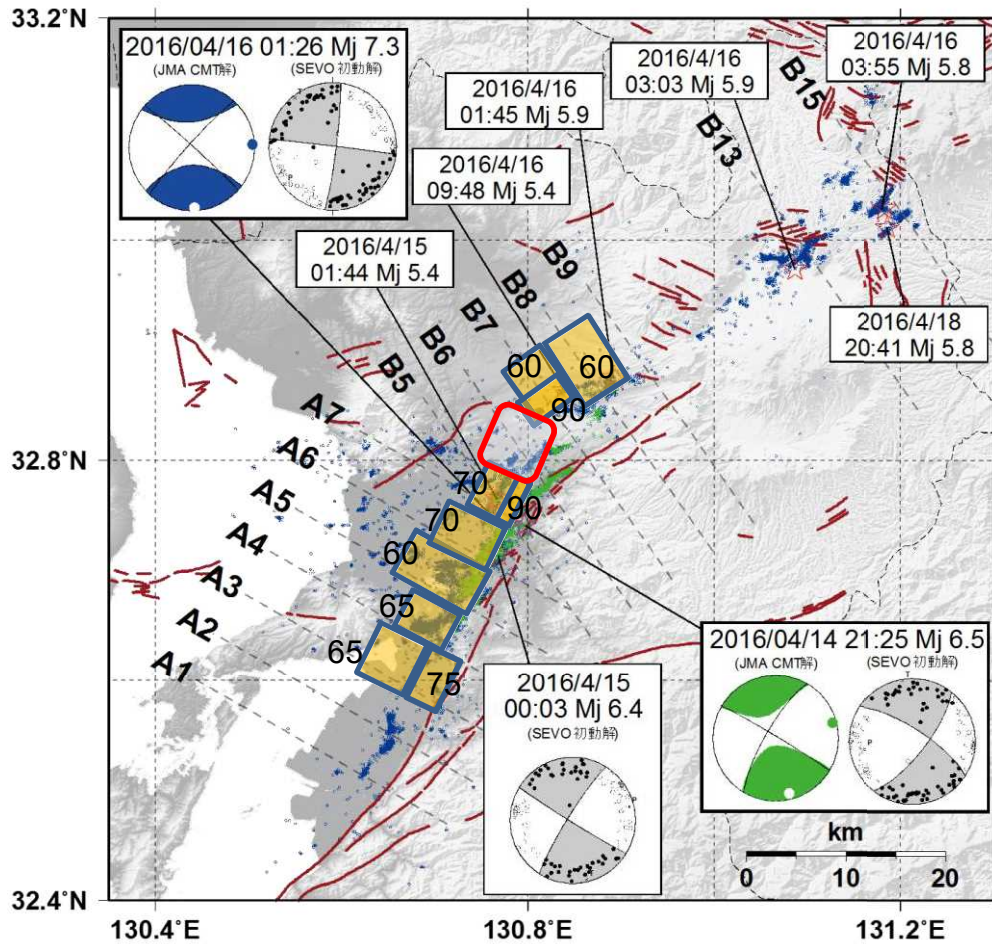 33.2°N
2016/04/16 01:26 Mj 7.3
(JMA CMT解)
(SEVO 初動解)
P
2016/4/16
01:45 Mj 5.9
2016/4/16
03:03 Mj 5.9
2016/4/16
03:55 Mj 5.8
2016/4/16
09:48 Mj 5.4
2016/4/15
01:44 Mj 5.4
2016/4/18
20:41 Mj 5.8
B15
B13
B9
B8
B7
B6
B5
A7
A6
A5
A4
A3
A2
A1
60
60
90
70
90
70
60
65
65
75
32.8°N
2016/4/15
00:03 Mj 6.4
(SEVO 初動解)
2016/04/14 21:25 Mj 6.5
(JMA CMT解)
(SEVO 初動解)
T
P
km
0
10
20
32.4°N
130.4°E
130.8°E
131.2°E